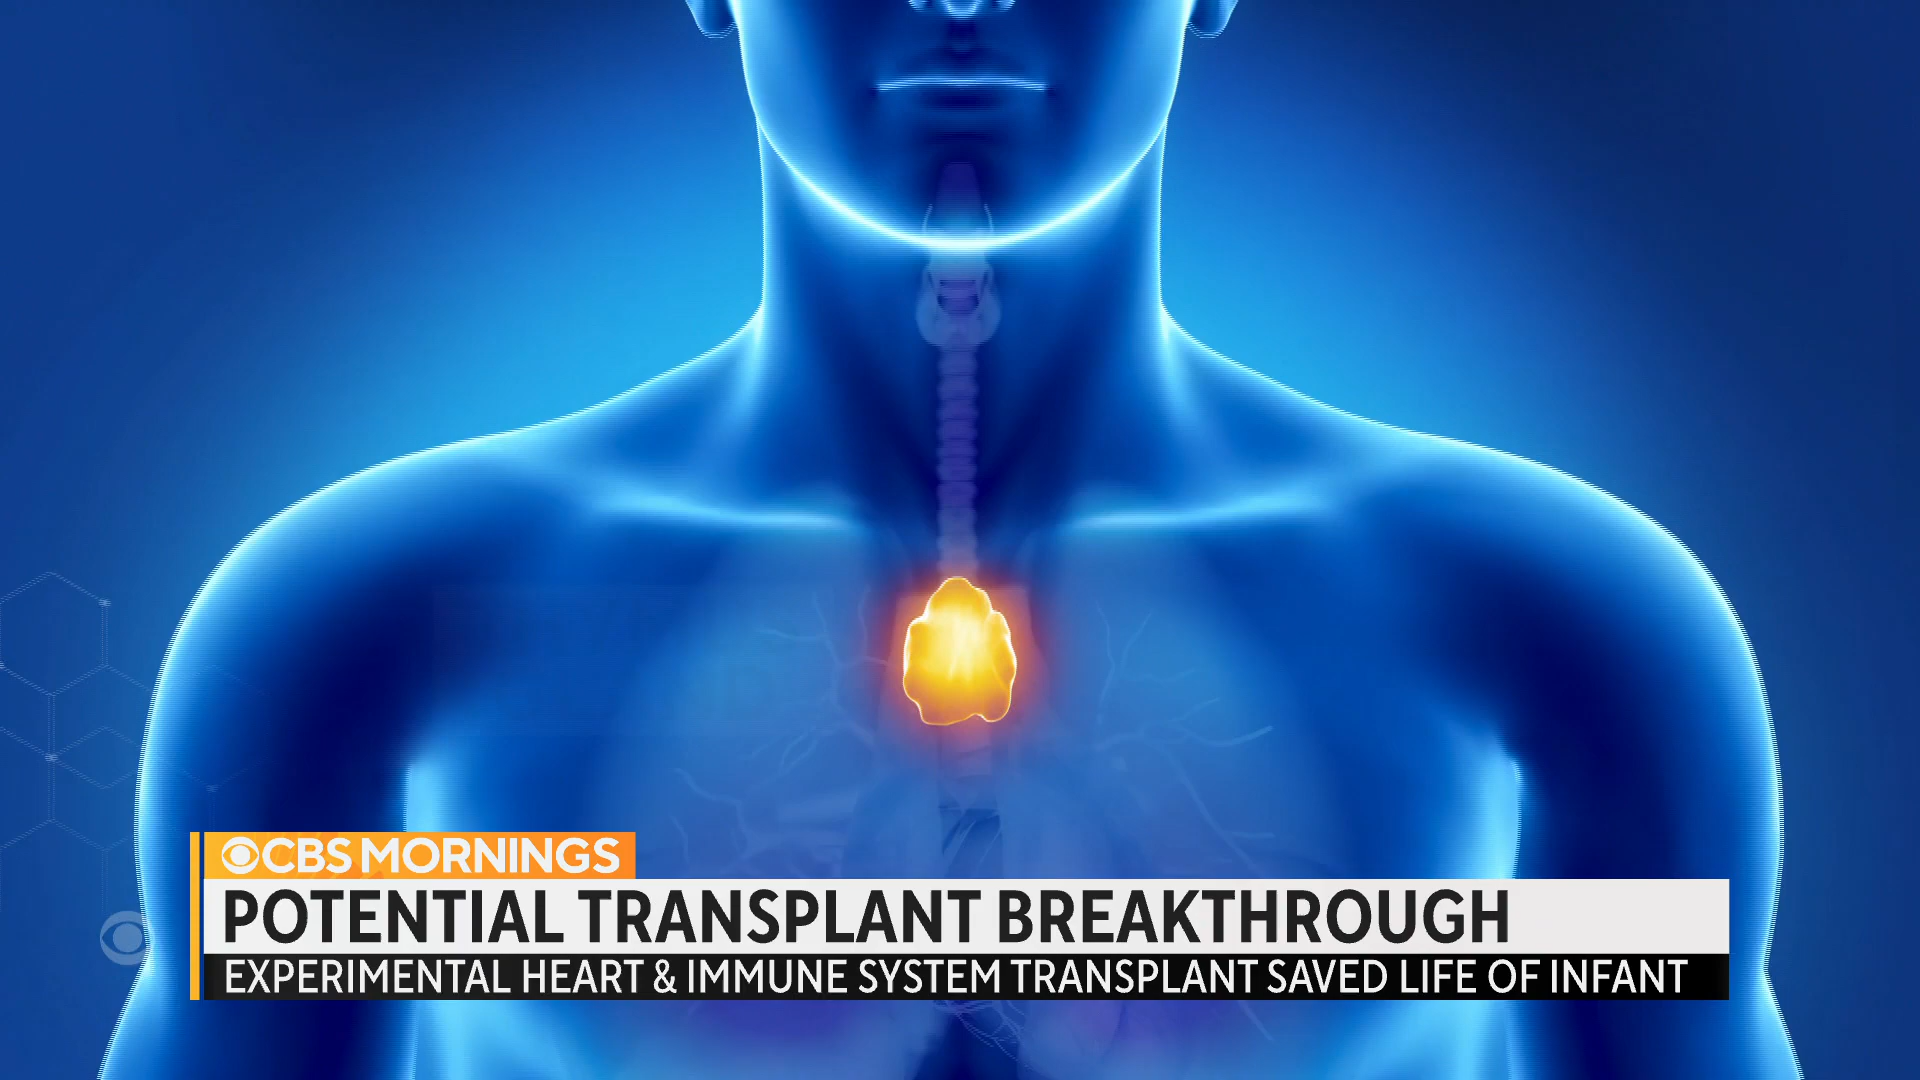 CBS MORNINGS
POTENTIAL TRANSPLANT BREAKTHROUGH
EXPERIMENTAL HEART & IMMUNE SYSTEM TRANSPLANT SAVED LIFE OF INFANT